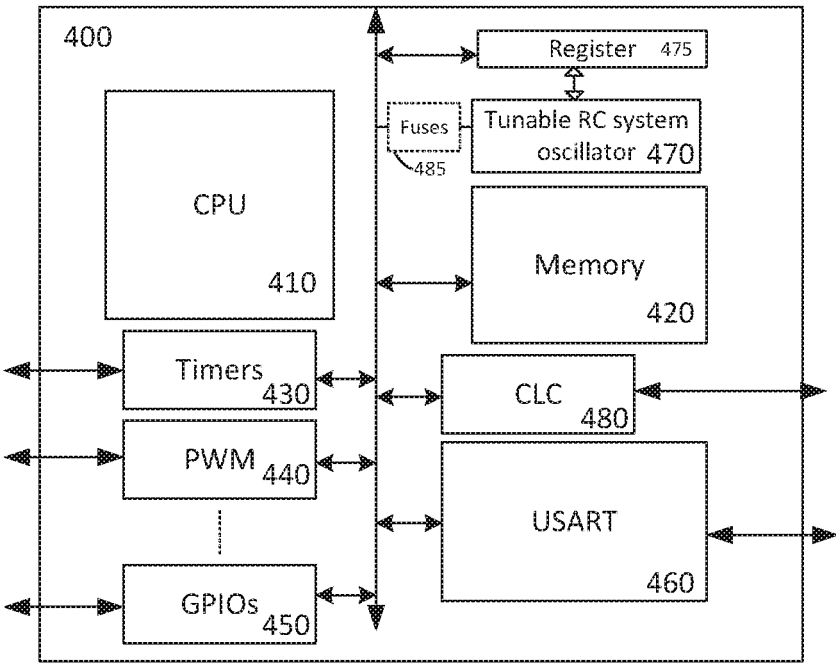 400
Register 475
Fuses
485
Tunable RC system
oscillator 470
CPU
410
Memory
420
Timers
430
CLC
480
PWM
440
USART
460
GPIOs
450